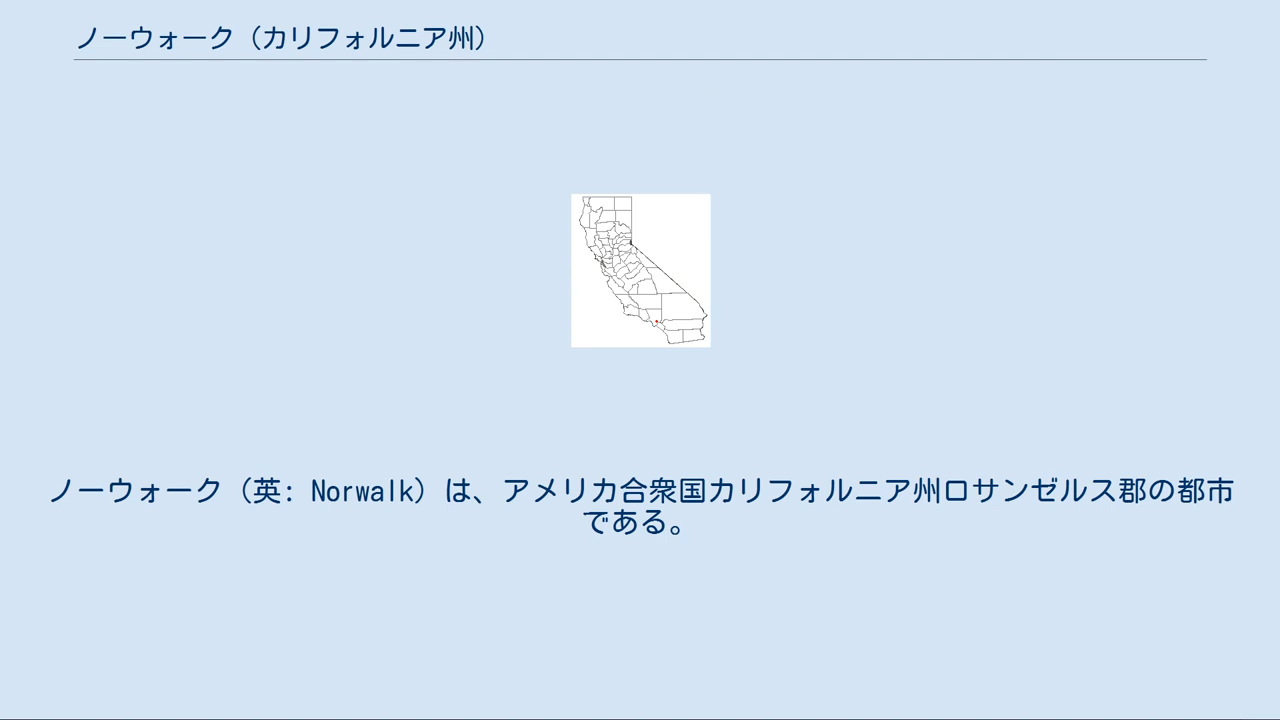 ノーウォーク（カリフォルニア州）
ノーウォーク（英: Norwalk）は、アメリカ合衆国カリフォルニア州ロサンゼルス郡の都市
である。